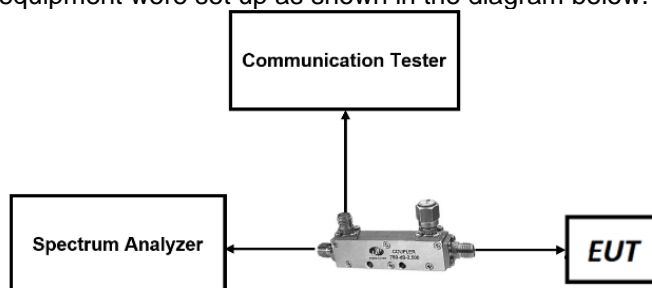 equipment were set up as shown in the diagram below.
Communication Tester
Spectrum Analyzer
COUPLER
EUT